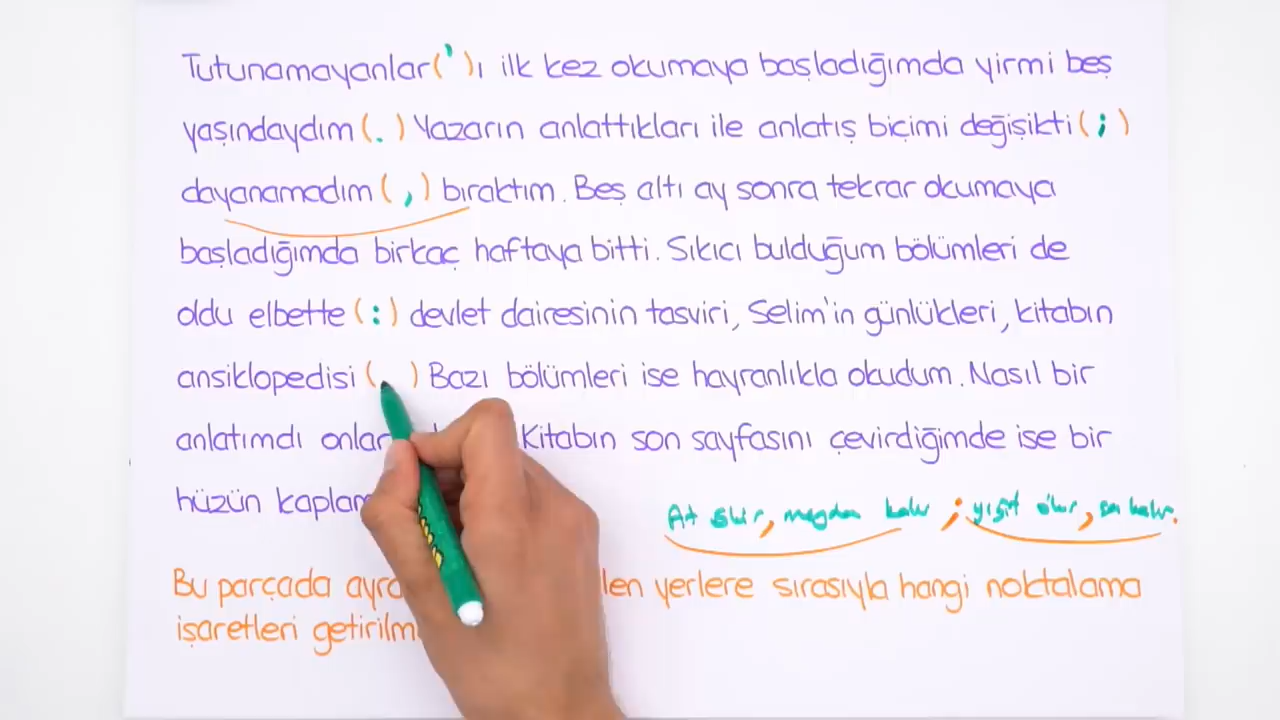 Tutunamayanlar(')ı ilk kez okumaya başladığımda yirmi beş
yaşındaydım (.) Yazarın anlattıkları ile anlatış biçimi değişikti (;)
dayanamadım (,) bıraktım. Beş altı ay sonra tekrar okumaya
başladığımda birkaç haftaya bitti. Sıkıcı bulduğum bölümleri de
oldu elbette (:) devlet dairesinin tasviri, Selim'in günlükleri, kitabın
ansiklopedisi ( ) Bazı bölümleri ise hayranlıkla okudum. Nasıl bir
anlatımdı onlar Kitabın son sayfasını çevirdiğimde ise bir
hüzün kaplam
At ölür, meydan kalır; yiğit ölür, şan kalır.
Bu parçada ayra len yerlere sırasıyla hangi noktalama
işaretleri getirilm